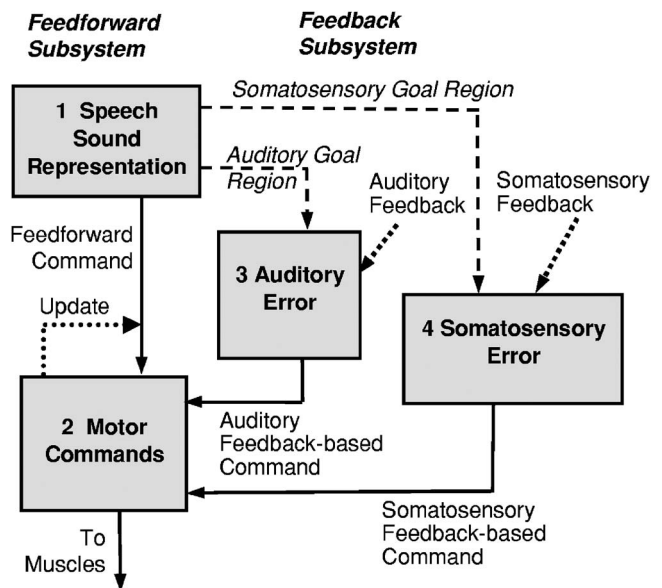 Feedforward
Subsystem
Feedback
Subsystem
1 Speech
Sound
Representation
Somatosensory Goal Region
Auditory Goal
Region
Auditory
Feedback
Somatosensory
Feedback
Feedforward
Command
Update
3 Auditory
Error
4 Somatosensory
Error
2 Motor
Commands
Auditory
Feedback-based
Command
Somatosensory
Feedback-based
Command
To
Muscles